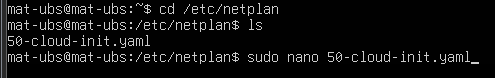 mat-ubs@mat-ubs:~$ cd /etc/netplan
mat-ubs@mat-ubs:/etc/netplan$ ls
50-cloud-init.yaml
mat-ubs@mat-ubs:/etc/netplan$ sudo nano 50-cloud-init.yaml_